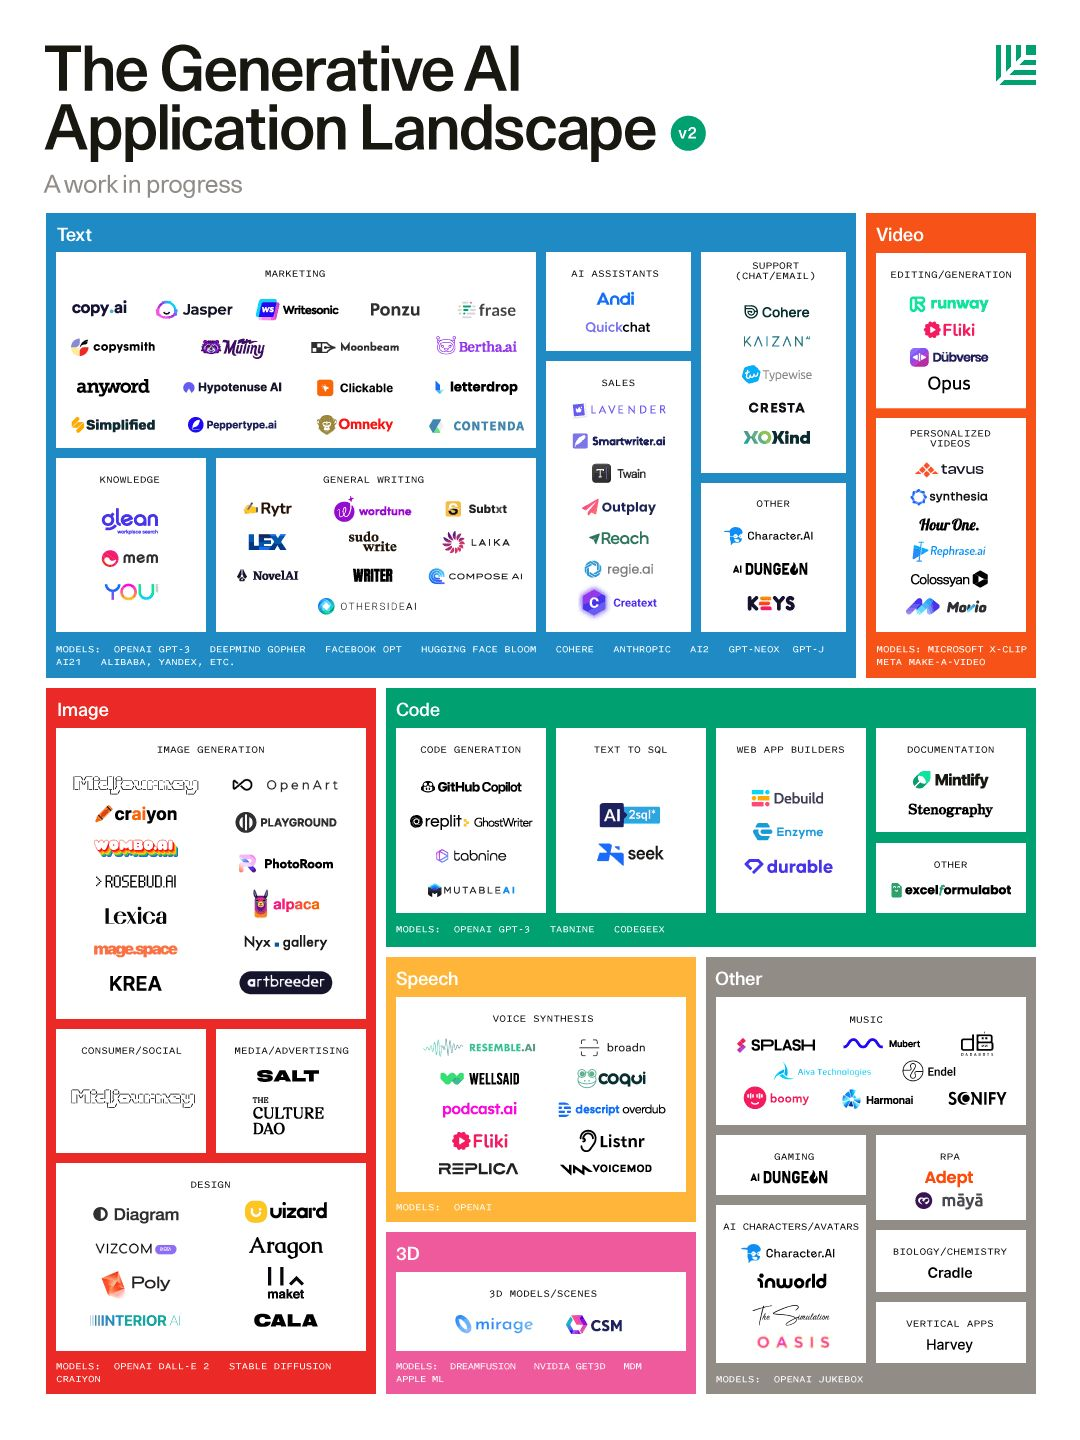 The Generative AI
Application Landscape v2
A work in progress
Text
MARKETING
copy.ai Jasper WS Writesonic Ponzu frase
copysmith Mutiny Moonbeam Bertha.ai
anyword Hypotenuse AI Clickable letterdrop
Simplified Peppertype.ai Omneky CONTENDA
KNOWLEDGE
glean
workplace search
mem
YOU
GENERAL WRITING
Rytr wordtune Subtxt
LEX sudo
write LAIKA
NovelAI WRITER COMPOSE AI
OTHERSIDEAI
AI ASSISTANTS
Andi
Quickchat
SALES
LAVENDER
Smartwriter.ai
T Twain
Outplay
Reach
regie.ai
C Creatext
SUPPORT
(CHAT/EMAIL)
Cohere
KAIZAN
Typewise
CRESTA
XOKind
OTHER
Character.AI
AI DUNGEON
KEYS
MODELS: OPENAI GPT-3 DEEPMIND GOPHER FACEBOOK OPT HUGGING FACE BLOOM COHERE ANTHROPIC AI2 GPT-NEOX GPT-J
AI21 ALIBABA, YANDEX, ETC.
Video
EDITING/GENERATION
runway
Fliki
Dübverse
Opus
PERSONALIZED
VIDEOS
tavus
synthesia
Hour One.
Rephrase.ai
Colossyan
Movio
MODELS: MICROSOFT X-CLIP
META MAKE-A-VIDEO
Image
IMAGE GENERATION
Midjourney OpenArt
craiyon PLAYGROUND
WOMBO.AI PhotoRoom
ROSEBUD.AI alpaca
Lexica Nyx.gallery
mage.space artbreeder
KREA
CONSUMER/SOCIAL
Midjourney
MEDIA/ADVERTISING
SALT
THE
CULTURE
DAO
DESIGN
Diagram uizard
VIZCOM BETA Aragon
Poly maket
INTERIOR AI CALA
MODELS: OPENAI DALL-E 2 STABLE DIFFUSION
CRAIYON
Code
CODE GENERATION
GitHub Copilot
replit GhostWriter
tabnine
MUTABLEAI
TEXT TO SQL
AI 2sql*
seek
WEB APP BUILDERS
Debuild
Enzyme
durable
DOCUMENTATION
Mintlify
Stenography
OTHER
excelformulabot
MODELS: OPENAI GPT-3 TABNINE CODEGEEX
Speech
VOICE SYNTHESIS
RESEMBLE.AI broadn
WELLSAID coqui
podcast.ai descript overdub
Fliki Listnr
REPLICA VOICEMOD
MODELS: OPENAI
3D
3D MODELS/SCENES
mirage CSM
MODELS: DREAMFUSION NVIDIA GET3D MDM
APPLE ML
Other
MUSIC
SPLASH Mubert dB
DADABOTS
Aiva Technologies Endel
boomy Harmonai SONIFY
GAMING
AI DUNGEON
RPA
Adept
māyā
AI CHARACTERS/AVATARS
Character.AI
inworld
The Simulation
OASIS
BIOLOGY/CHEMISTRY
Cradle
VERTICAL APPS
Harvey
MODELS: OPENAI JUKEBOX